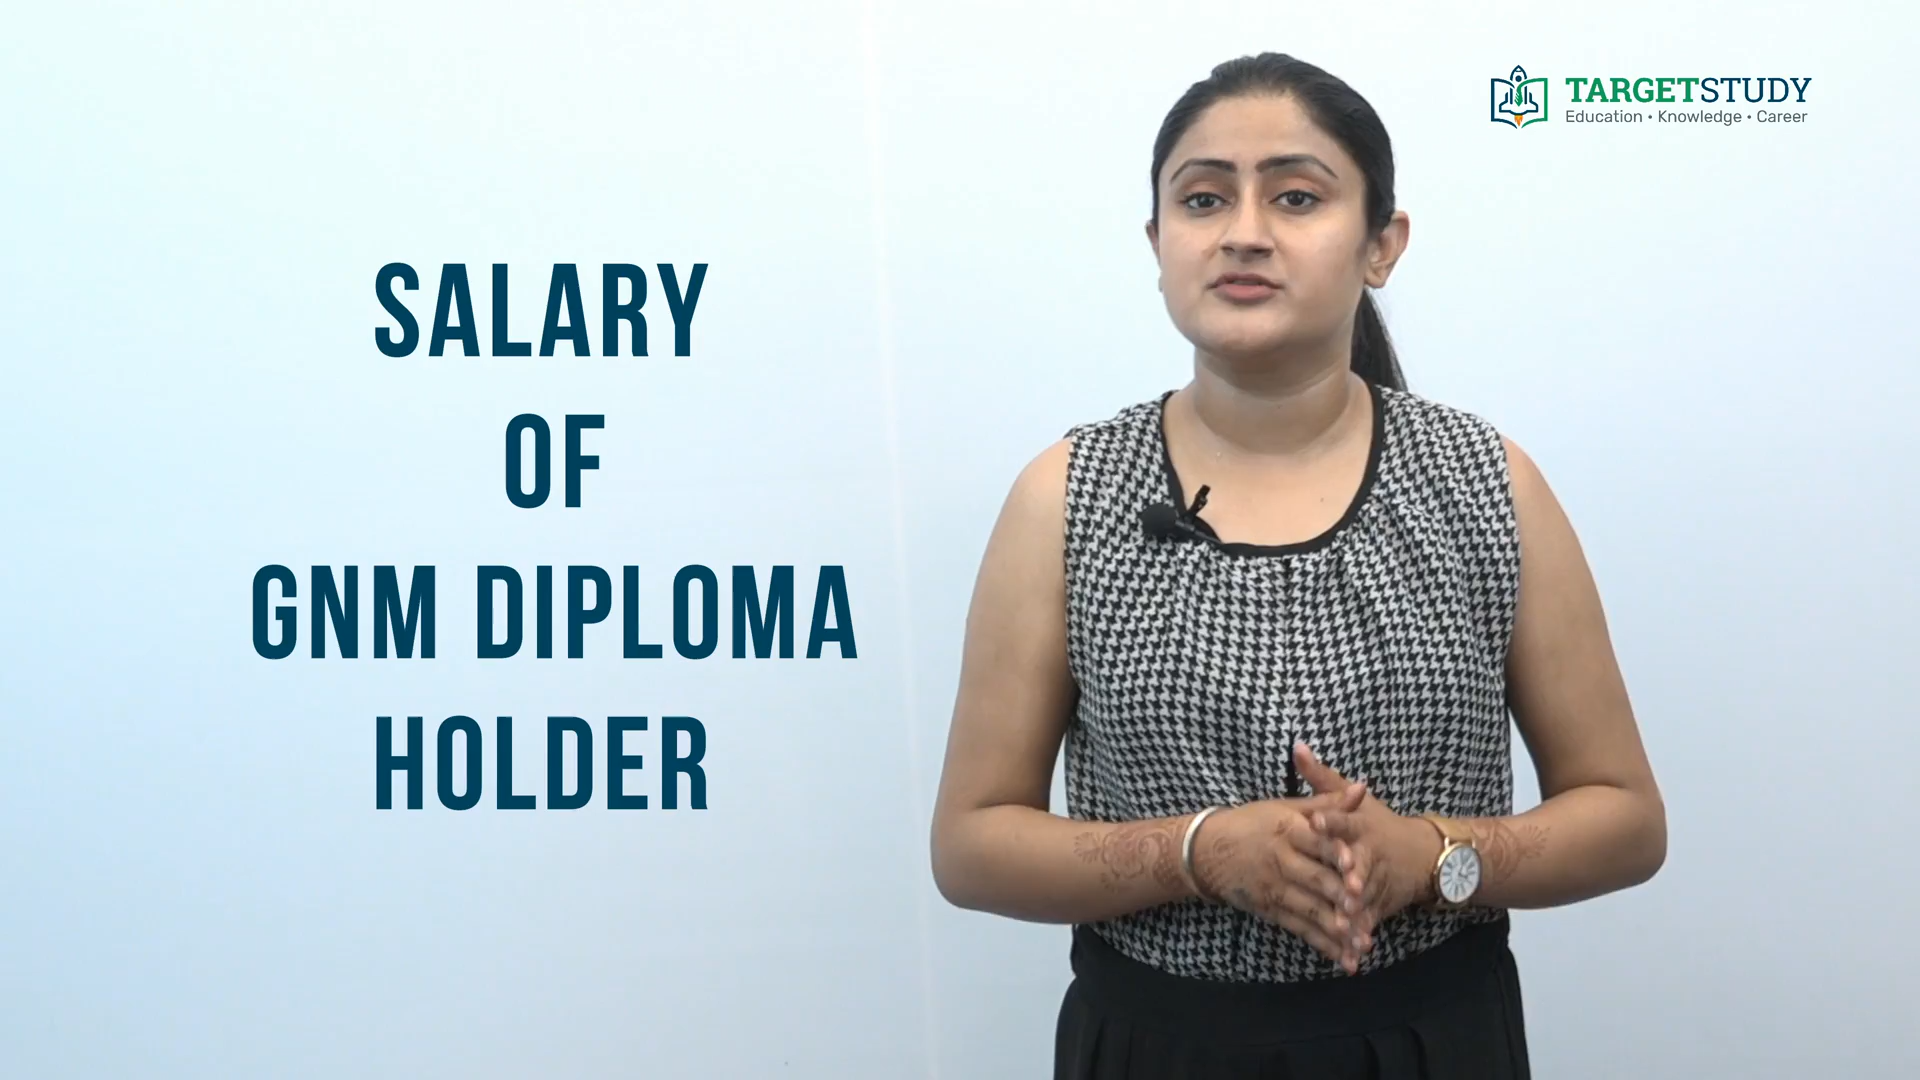 TARGETSTUDY
Education • Knowledge • Career
SALARY
OF
GNM DIPLOMA
HOLDER